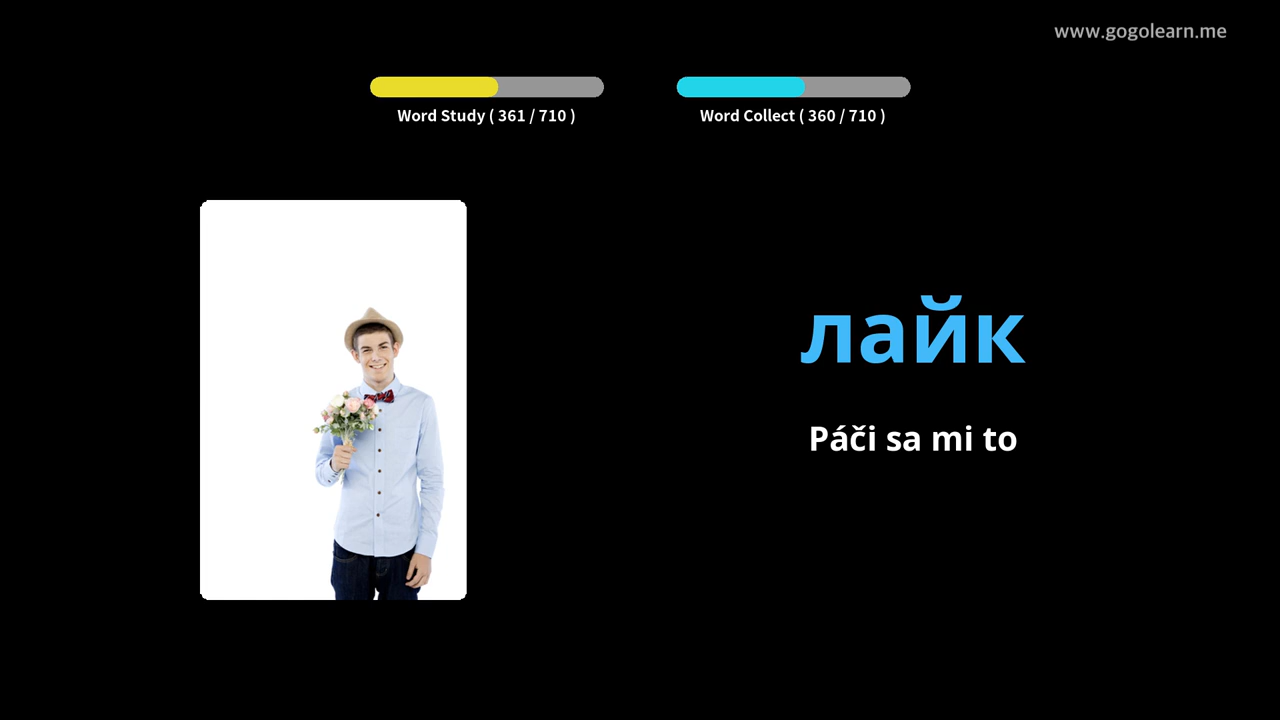 www.gogolearn.me
Word Study ( 361 / 710 )
Word Collect ( 360 / 710 )
лайк
Páči sa mi to